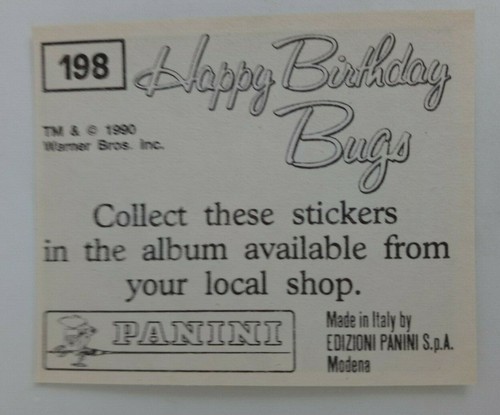 198
Happy Birthday
Bugs
TM & © 1990
Warner Bros. Inc.
Collect these stickers
in the album available from
your local shop.
PANINI
Made in Italy by
EDIZIONI PANINI S.p.A.
Modena